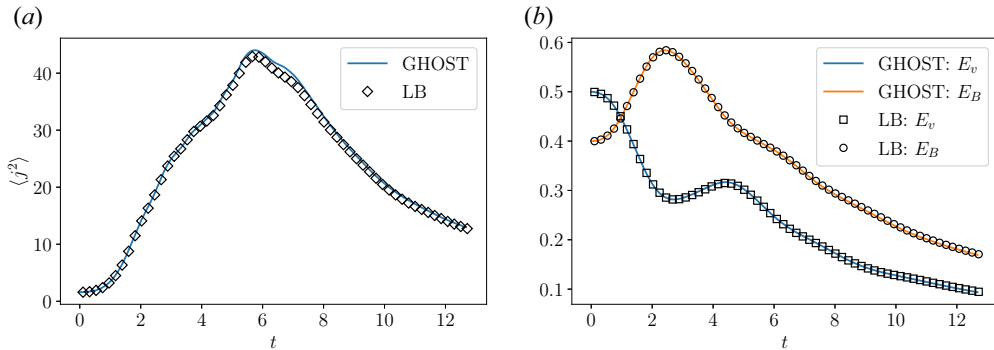 (a)
(b)
40
30
20
10
0
⟨j²⟩
0 2 4 6 8 10 12
t
GHOST
LB
0.6
0.5
0.4
0.3
0.2
0.1
0 2 4 6 8 10 12
t
GHOST: E_v
GHOST: E_B
LB: E_v
LB: E_B